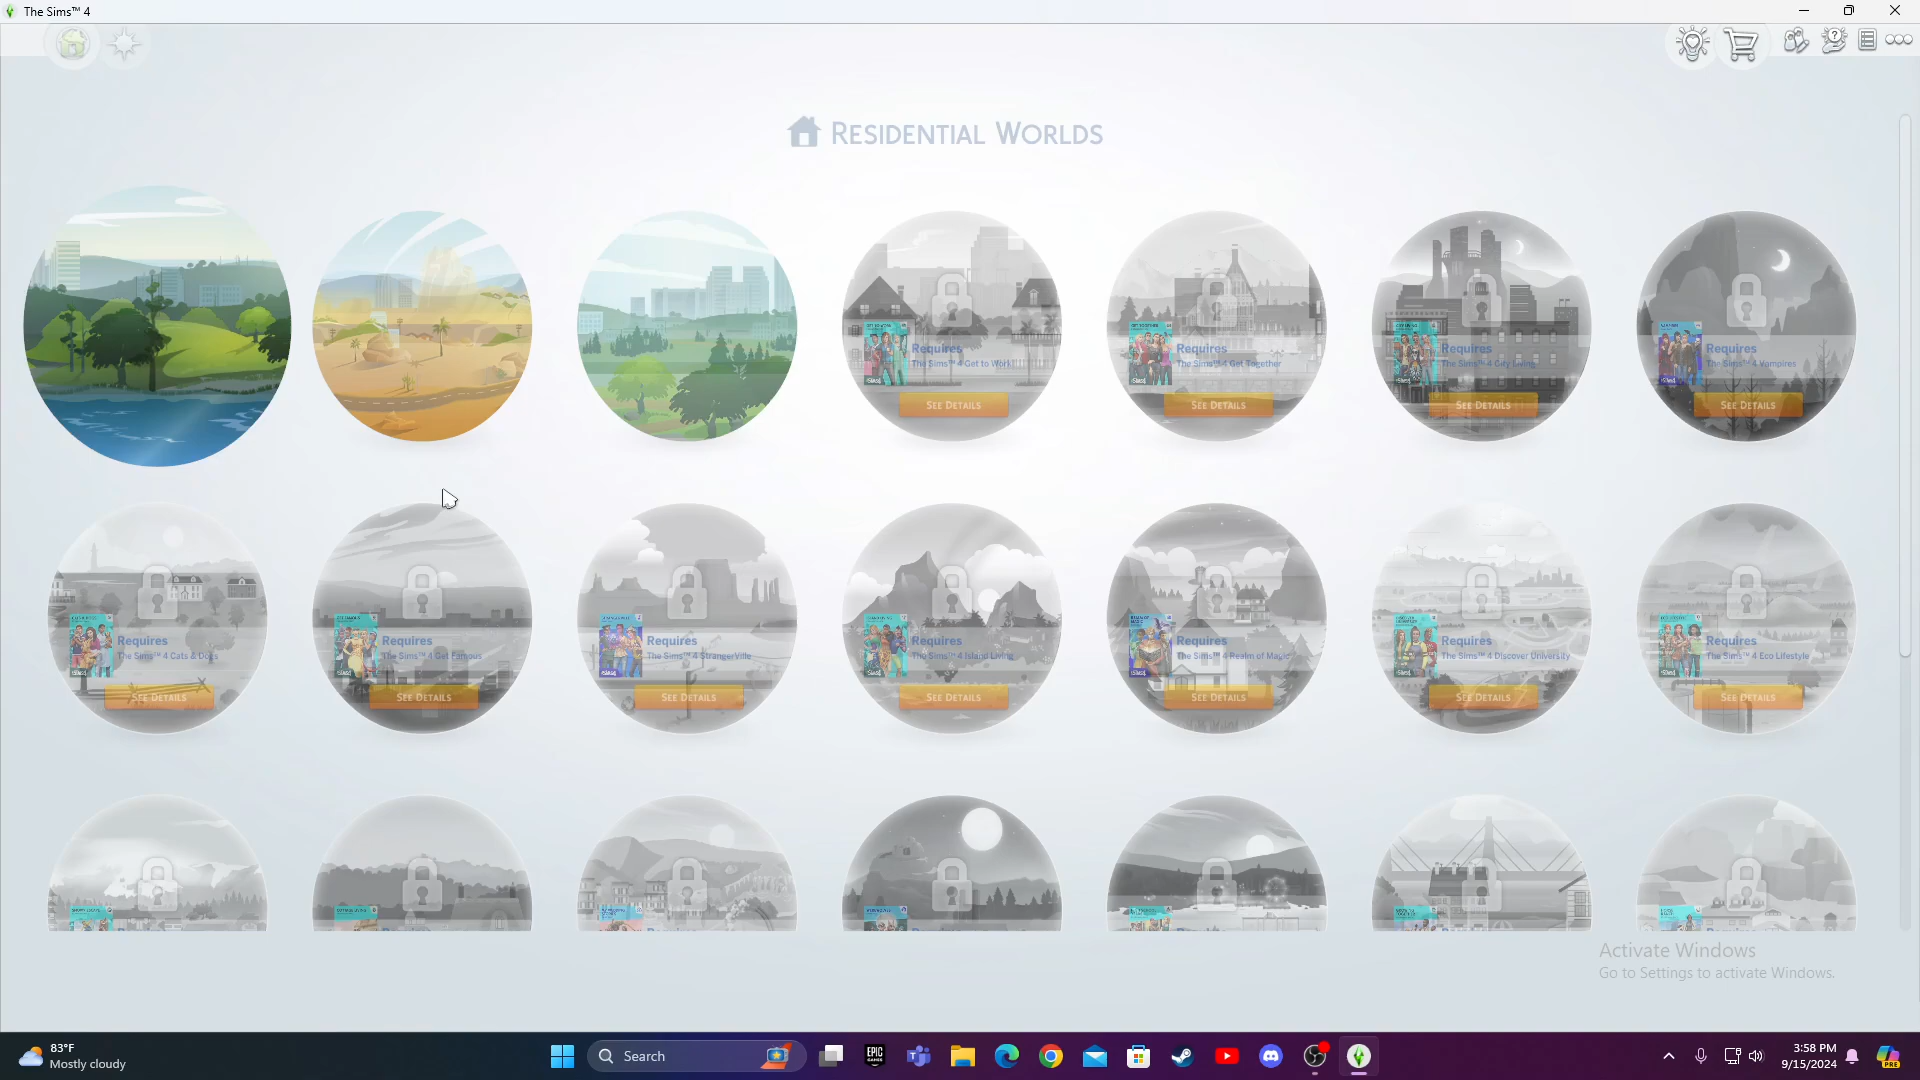 The Sims™ 4
RESIDENTIAL WORLDS
Requires
The Sims™ 4 Get to Work
SEE DETAILS
Requires
The Sims™ 4 Get Together
SEE DETAILS
Requires
The Sims™ 4 City Living
SEE DETAILS
Requires
The Sims™ 4 Vampires
SEE DETAILS
Requires
The Sims™ 4 Cats & Dogs
SEE DETAILS
Requires
The Sims™ 4 Get Famous
SEE DETAILS
Requires
The Sims™ 4 StrangerVille
SEE DETAILS
Requires
The Sims™ 4 Island Living
SEE DETAILS
Requires
The Sims™ 4 Realm of Magic
SEE DETAILS
Requires
The Sims™ 4 Discover University
SEE DETAILS
Requires
The Sims™ 4 Eco Lifestyle
SEE DETAILS
Activate Windows
Go to Settings to activate Windows.
83°F
Mostly cloudy
Search
EPIC
GAMES
3:58 PM
9/15/2024
PRE